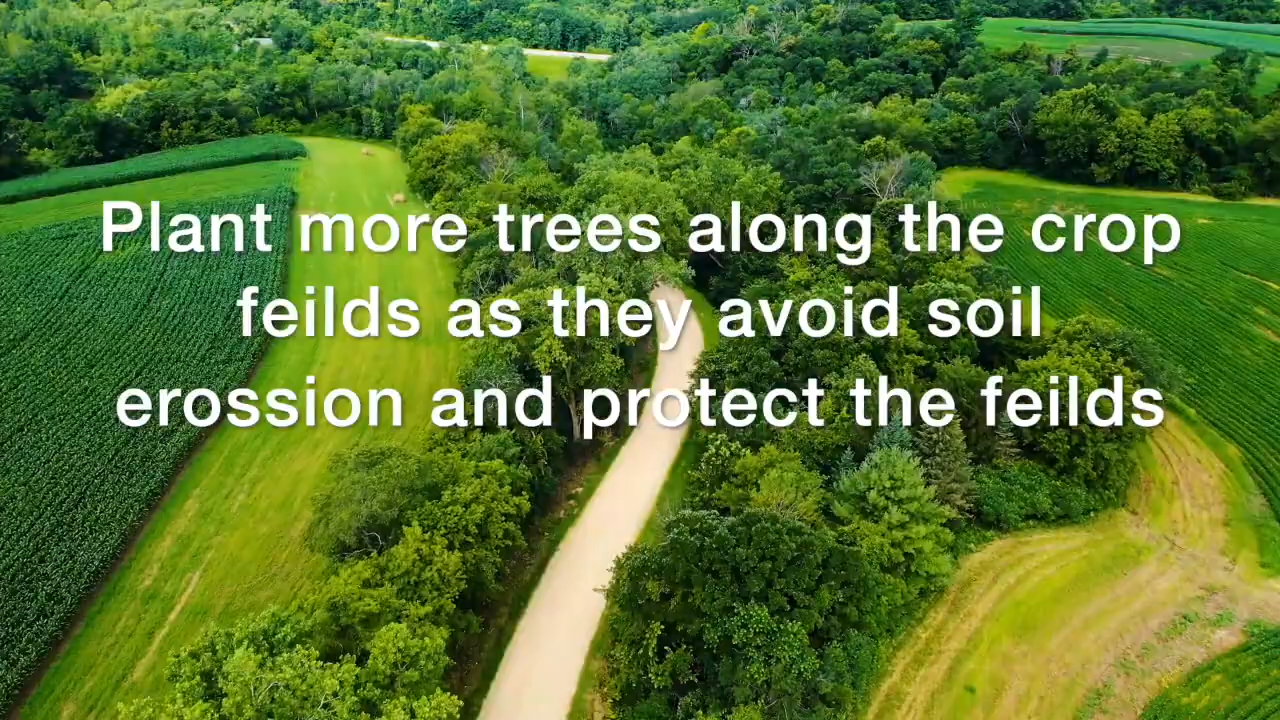 Plant more trees along the crop
feilds as they avoid soil
erossion and protect the feilds